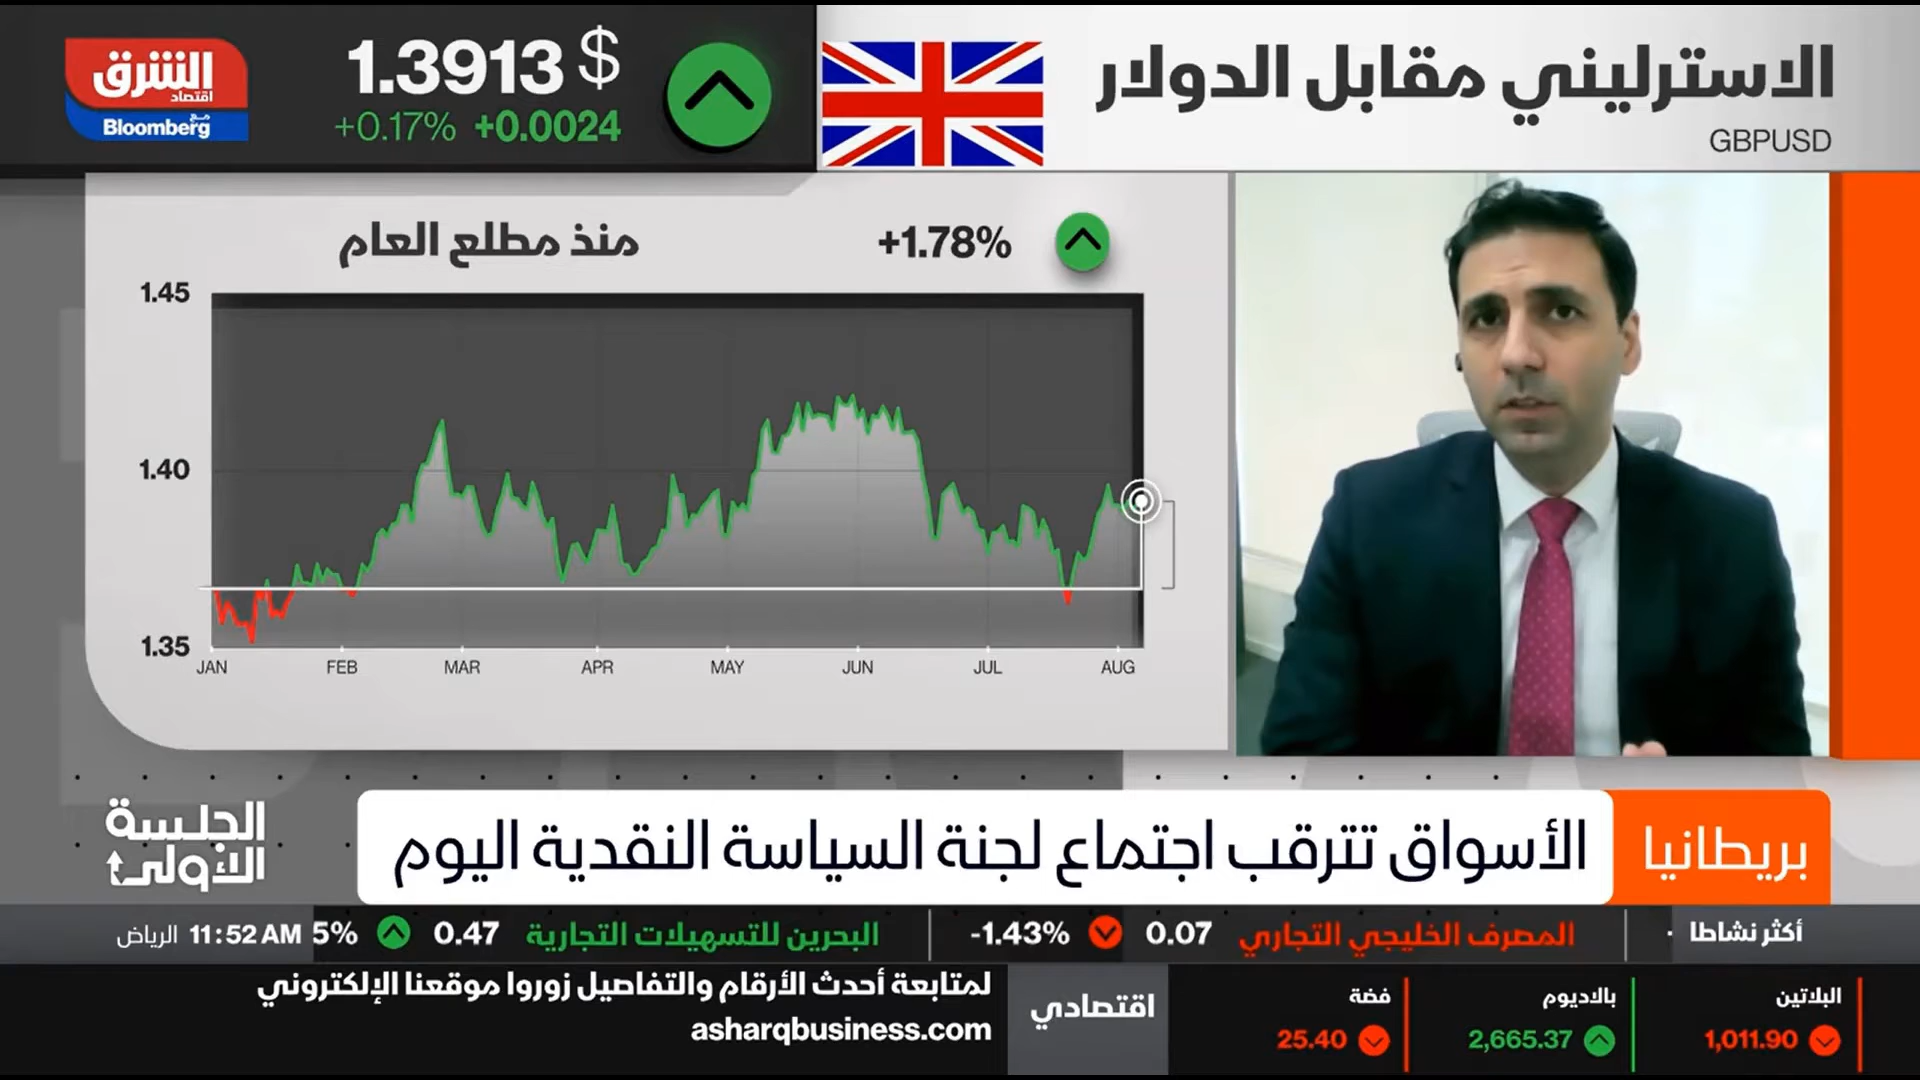 الشرق
اقتصاد
مع
Bloomberg
1.3913 $
+0.17% +0.0024
الاسترليني مقابل الدولار
GBPUSD
منذ مطلع العام
+1.78%
1.45
1.40
1.35
JAN FEB MAR APR MAY JUN JUL AUG
بريطانيا
الأسواق تترقب اجتماع لجنة السياسة النقدية اليوم
الجلسة
الأولى
أكثر نشاطا
المصرف الخليجي التجاري 0.07 -1.43%
البحرين للتسهيلات التجارية 0.47 5%
11:52 AM الرياض
البلاتين
1,011.90
بالاديوم
2,665.37
فضة
25.40
اقتصادي
لمتابعة أحدث الأرقام والتفاصيل زوروا موقعنا الإلكتروني
asharqbusiness.com